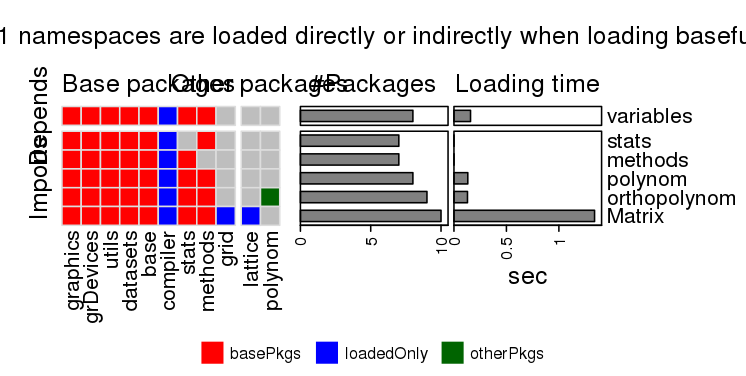 1 namespaces are loaded directly or indirectly when loading basefu
Base packages
Other packages
#Packages
Loading time
Depends
Imports
variables
stats
methods
polynom
orthopolynom
Matrix
graphics
grDevices
utils
datasets
base
compiler
stats
methods
grid
lattice
polynom
0
5
10
0
0.5
1
sec
basePkgs
loadedOnly
otherPkgs